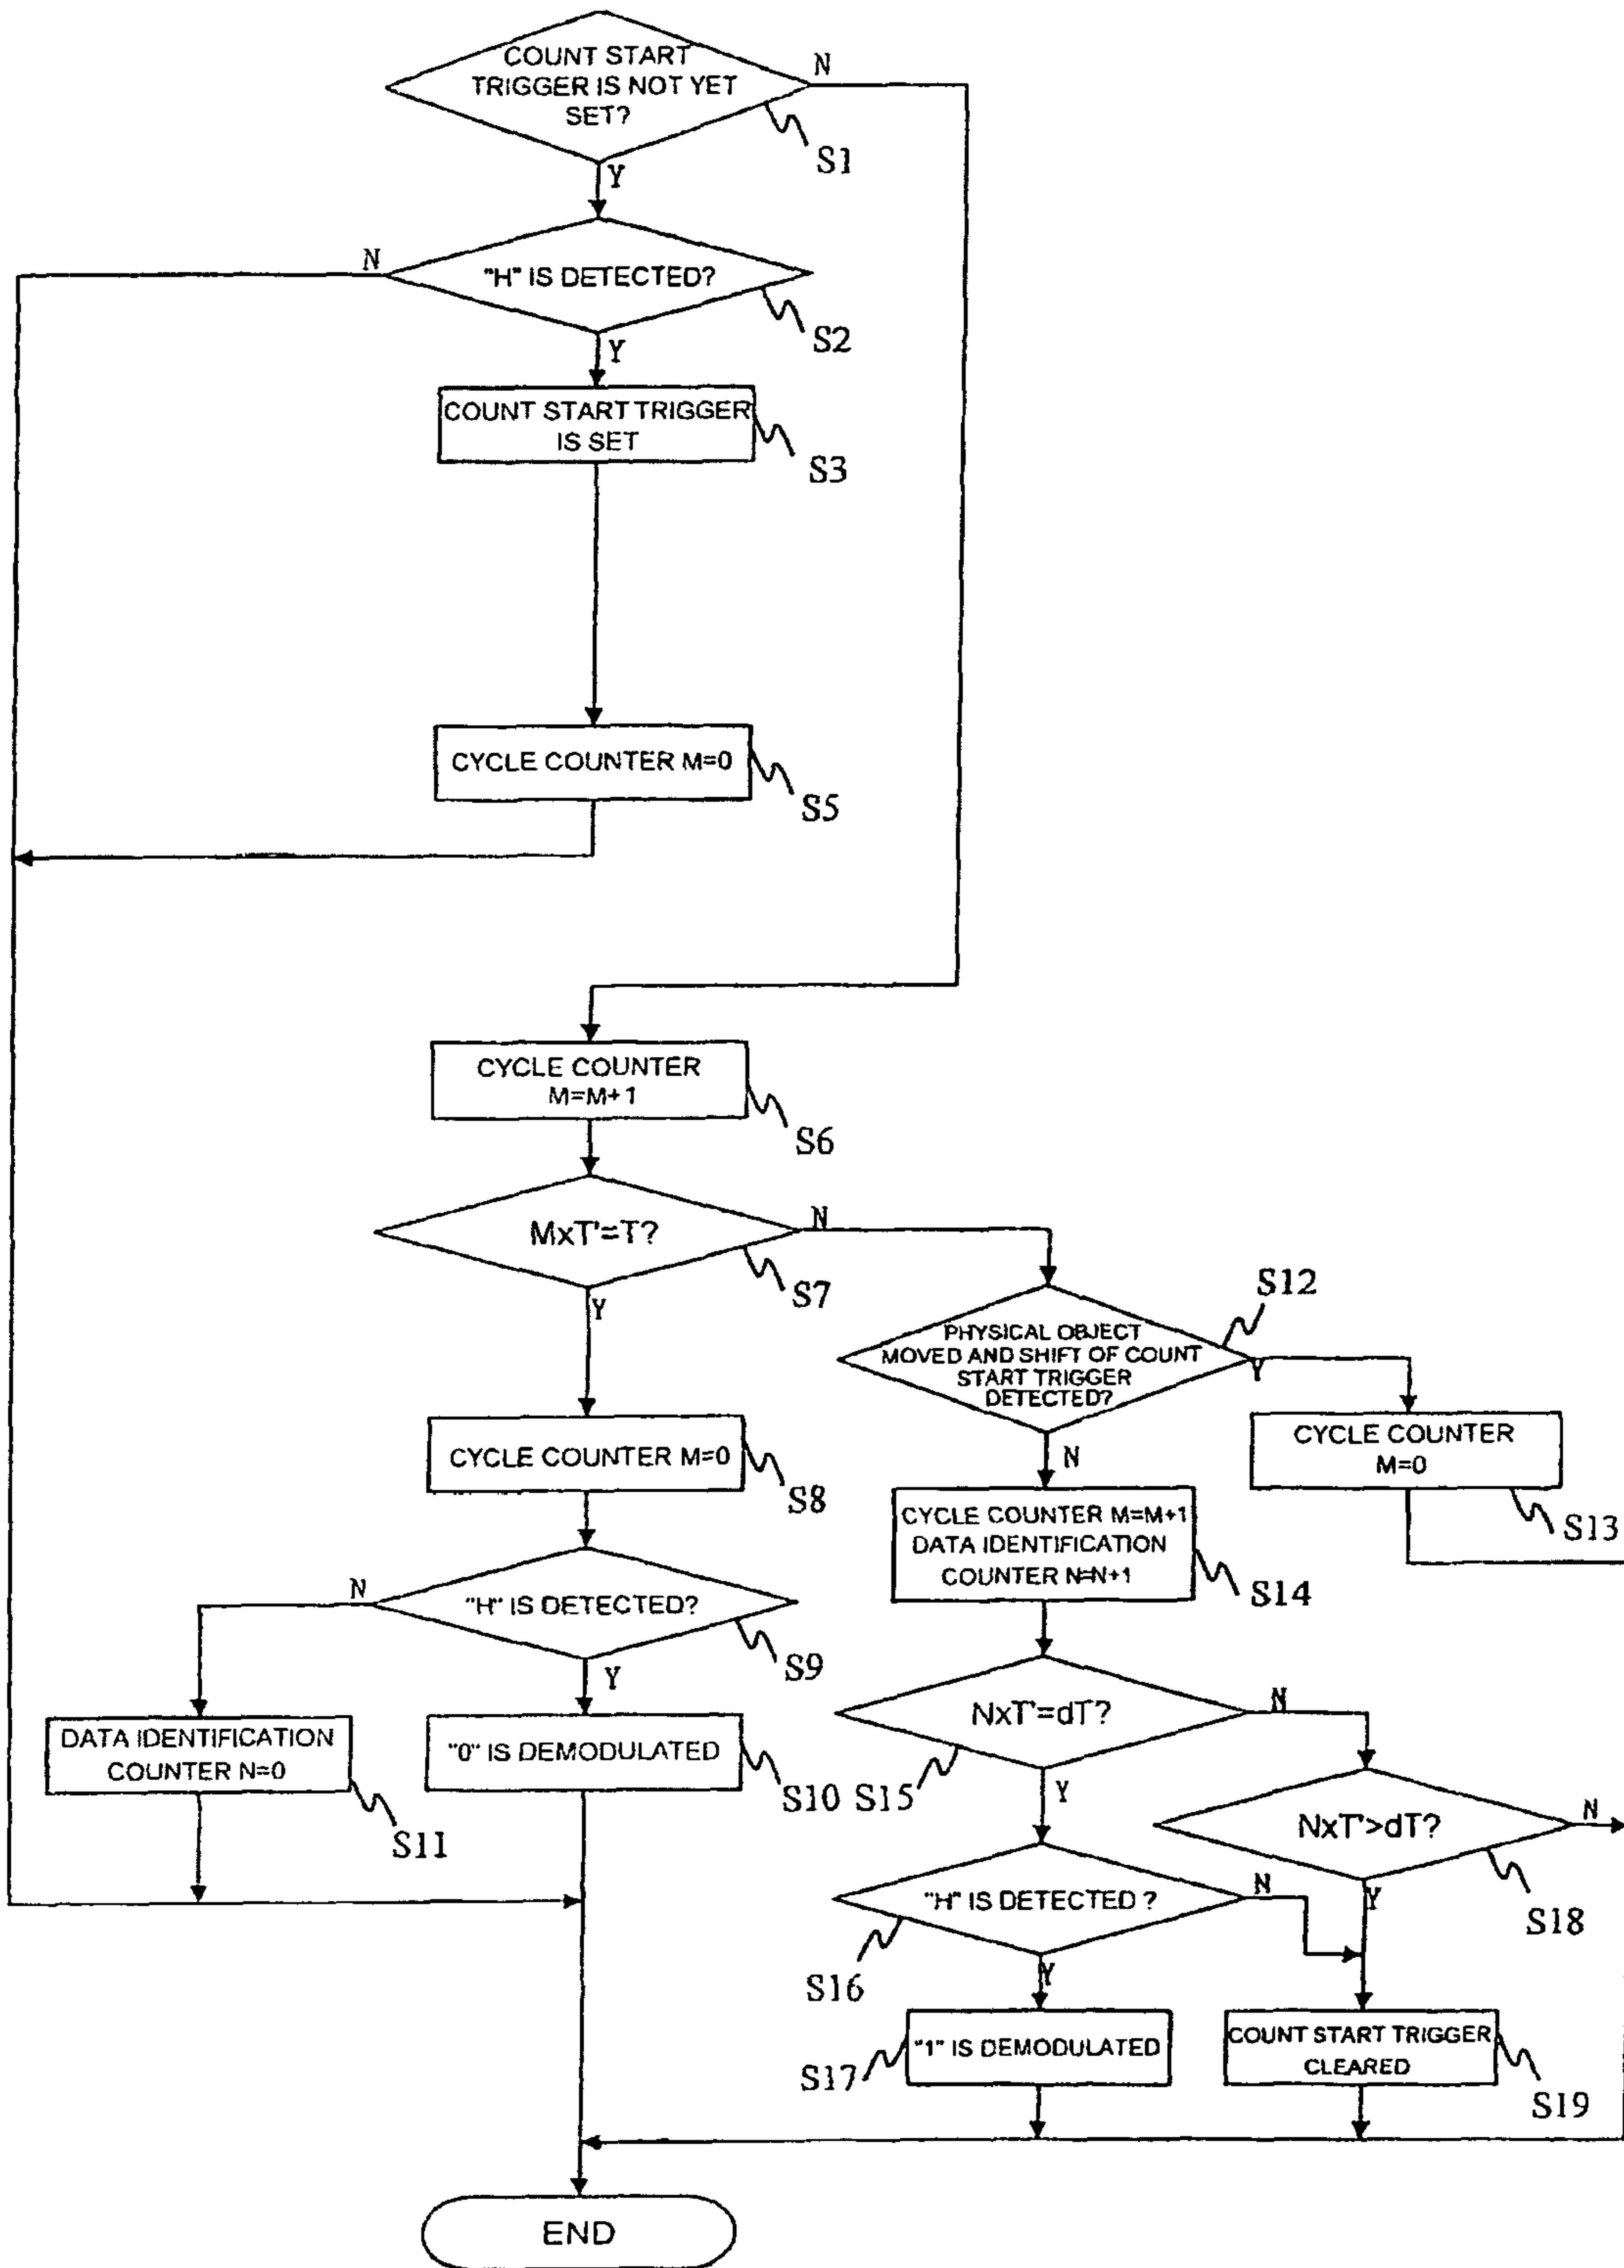 COUNT START
TRIGGER IS NOT YET
SET?
N
S1
Y
N
"H" IS DETECTED?
S2
Y
COUNT START TRIGGER
IS SET
S3
CYCLE COUNTER M=0
S5
CYCLE COUNTER
M=M+1
S6
MxT'=T?
N
S7
Y
S12
PHYSICAL OBJECT
MOVED AND SHIFT OF COUNT
START TRIGGER
DETECTED?
Y
N
CYCLE COUNTER
M=0
S13
CYCLE COUNTER M=0
S8
CYCLE COUNTER M=M+1
DATA IDENTIFICATION
COUNTER N=N+1
S14
N
"H" IS DETECTED?
S9
Y
DATA IDENTIFICATION
COUNTER N=0
S11
"0" IS DEMODULATED
S10
NxT'=dT?
N
S15
Y
NxT'>dT?
N
S18
Y
"H" IS DETECTED ?
N
S16
Y
"1" IS DEMODULATED
S17
COUNT START TRIGGER
CLEARED
S19
END